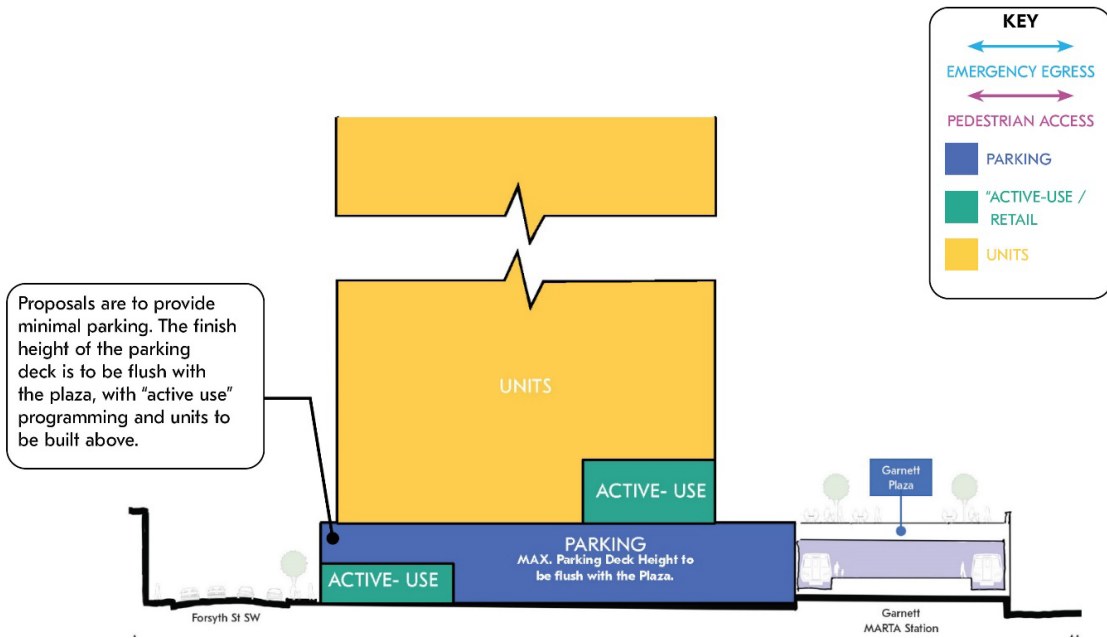 KEY
EMERGENCY EGRESS
PEDESTRIAN ACCESS
PARKING
"ACTIVE-USE /
RETAIL
UNITS
Proposals are to provide
minimal parking. The finish
height of the parking
deck is to be flush with
the plaza, with "active use"
programming and units to
be built above.
UNITS
ACTIVE- USE
Garnett
Plaza
PARKING
MAX. Parking Deck Height to
be flush with the Plaza.
ACTIVE- USE
Forsyth St SW
Garnett
MARTA Station